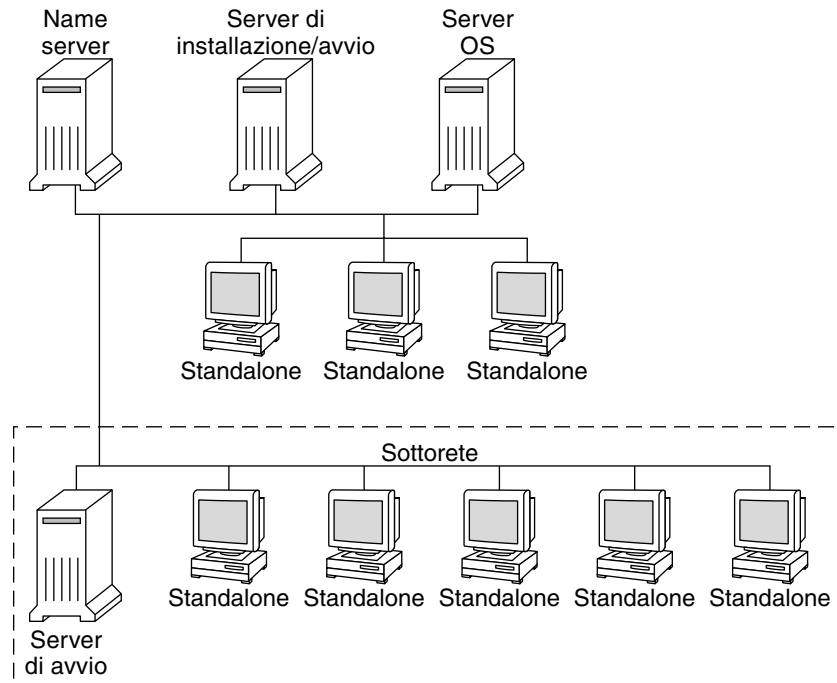 Name
server
Server di
installazione/avvio
Server
OS
Standalone
Standalone
Standalone
Sottorete
Standalone
Standalone
Standalone
Standalone
Standalone
Server
di avvio